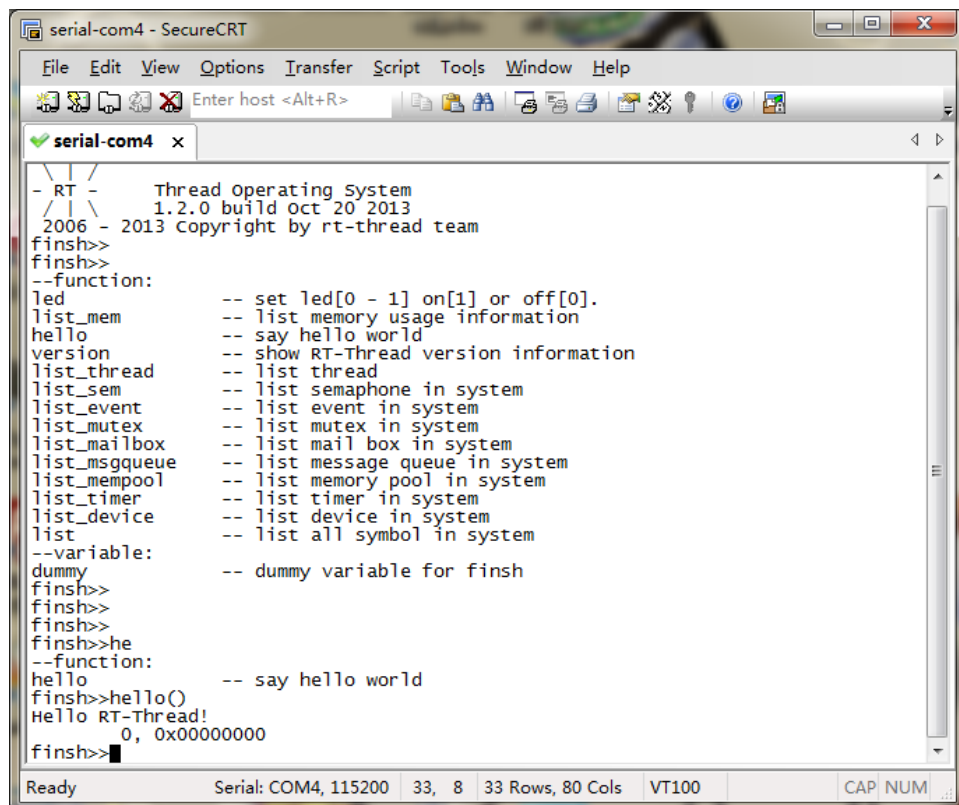 serial-com4 - SecureCRT
File Edit View Options Transfer Script Tools Window Help
Enter host <Alt+R>
serial-com4 x
 \ | /
- RT -     Thread Operating System
 / | \     1.2.0 build Oct 20 2013
 2006 - 2013 Copyright by rt-thread team
finsh>>
finsh>>
--function:
led              -- set led[0 - 1] on[1] or off[0].
list_mem         -- list memory usage information
hello            -- say hello world
version          -- show RT-Thread version information
list_thread      -- list thread
list_sem         -- list semaphone in system
list_event       -- list event in system
list_mutex       -- list mutex in system
list_mailbox     -- list mail box in system
list_msgqueue    -- list message queue in system
list_mempool     -- list memory pool in system
list_timer       -- list timer in system
list_device      -- list device in system
list             -- list all symbol in system
--variable:
dummy            -- dummy variable for finsh
finsh>>
finsh>>
finsh>>
finsh>>he
--function:
hello            -- say hello world
finsh>>hello()
Hello RT-Thread!
        0, 0x00000000
finsh>>
Ready Serial: COM4, 115200 33, 8 33 Rows, 80 Cols VT100 CAP NUM